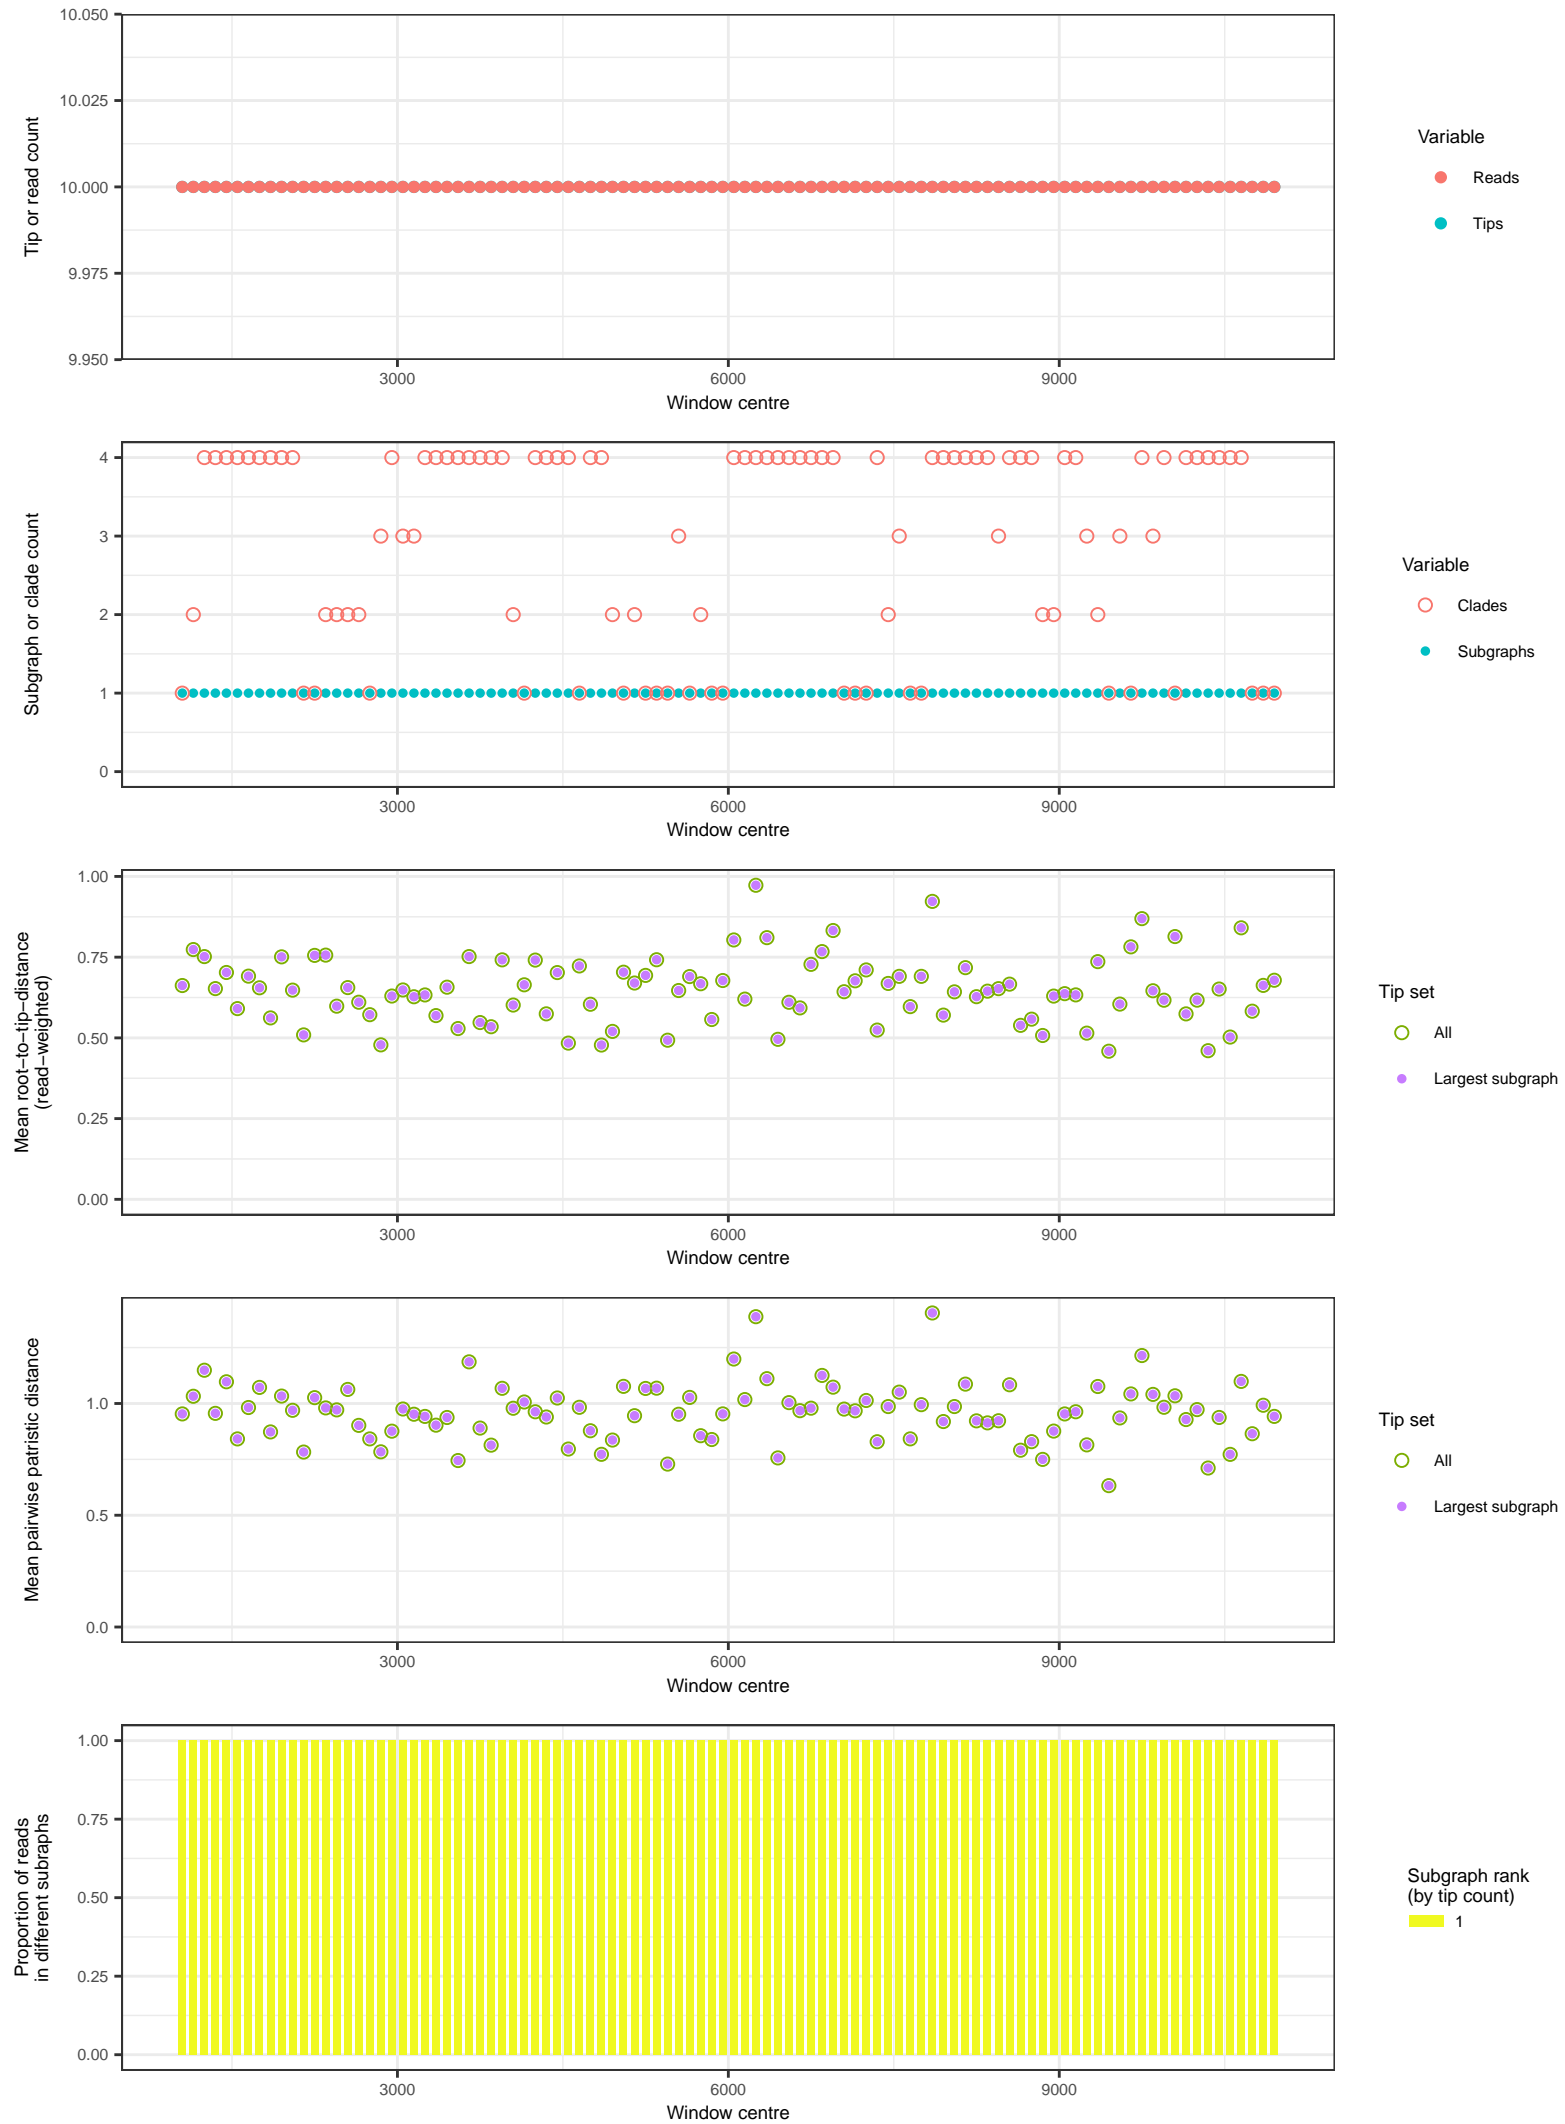 10.050
10.025
10.000
9.975
9.950
Tip or read count
3000
6000
9000
Window centre
Variable
Reads
Tips
4
3
2
1
0
Subgraph or clade count
3000
6000
9000
Window centre
Variable
Clades
Subgraphs
1.00
0.75
0.50
0.25
0.00
Mean root−to−tip−distance
(read−weighted)
3000
6000
9000
Window centre
Tip set
All
Largest subgraph
1.0
0.5
0.0
Mean pairwise patristic distance
3000
6000
9000
Window centre
Tip set
All
Largest subgraph
1.00
0.75
0.50
0.25
0.00
Proportion of reads
in different subraphs
3000
6000
9000
Window centre
Subgraph rank
(by tip count)
1